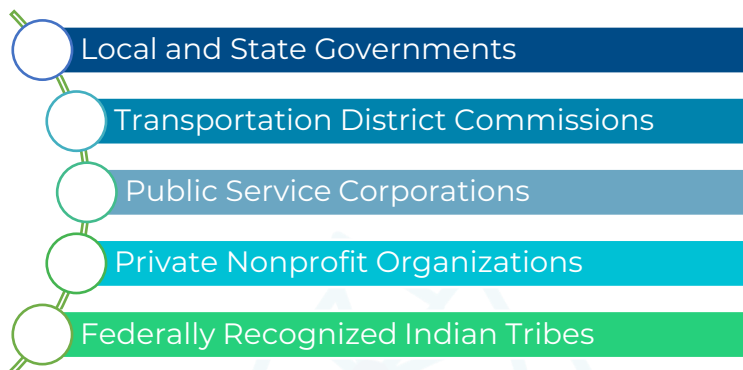 Local and State Governments
Transportation District Commissions
Public Service Corporations
Private Nonprofit Organizations
Federally Recognized Indian Tribes